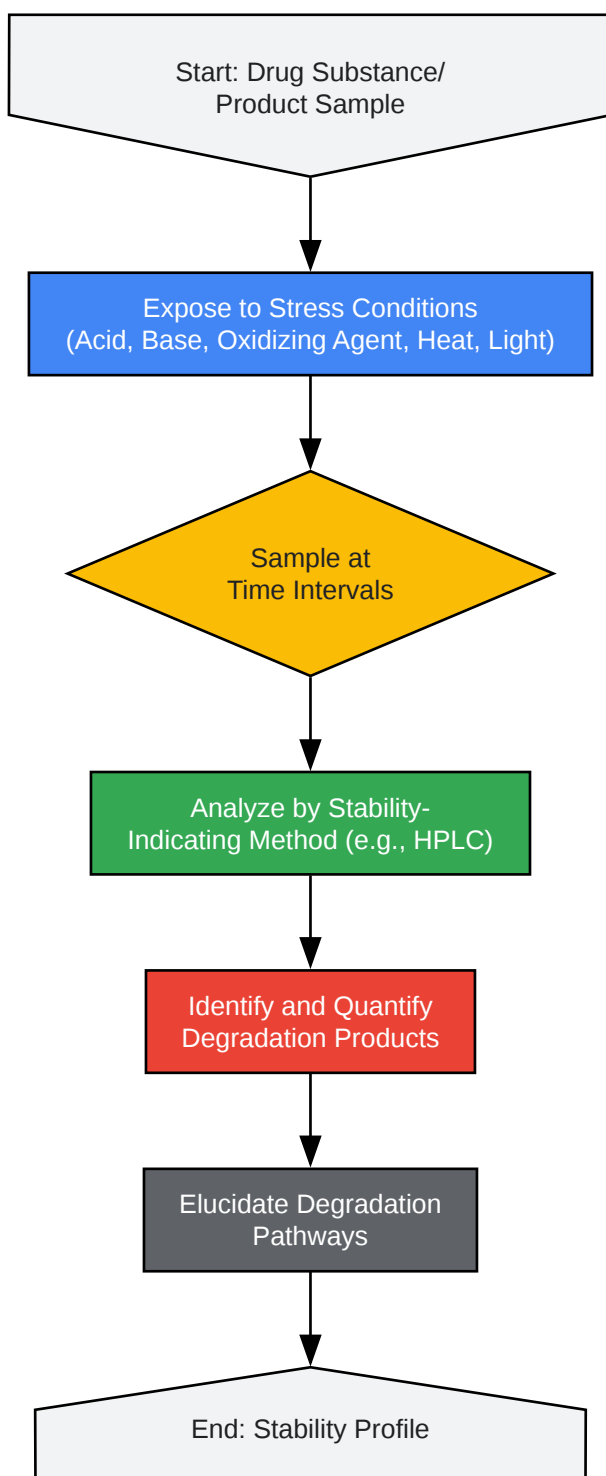 Start: Drug Substance/
Product Sample
Expose to Stress Conditions
(Acid, Base, Oxidizing Agent, Heat, Light)
Sample at
Time Intervals
Analyze by Stability-
Indicating Method (e.g., HPLC)
Identify and Quantify
Degradation Products
Elucidate Degradation
Pathways
End: Stability Profile